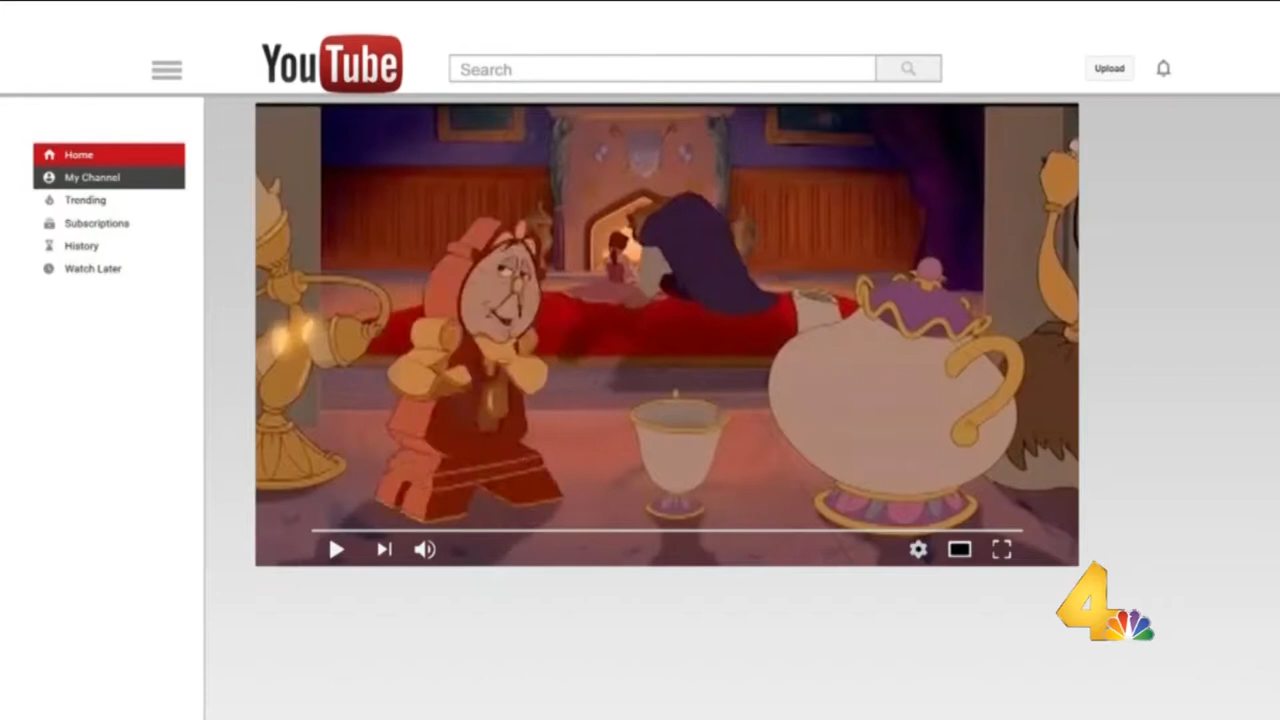 YouTube
Search
Upload
Home
My Channel
Trending
Subscriptions
History
Watch Later
4